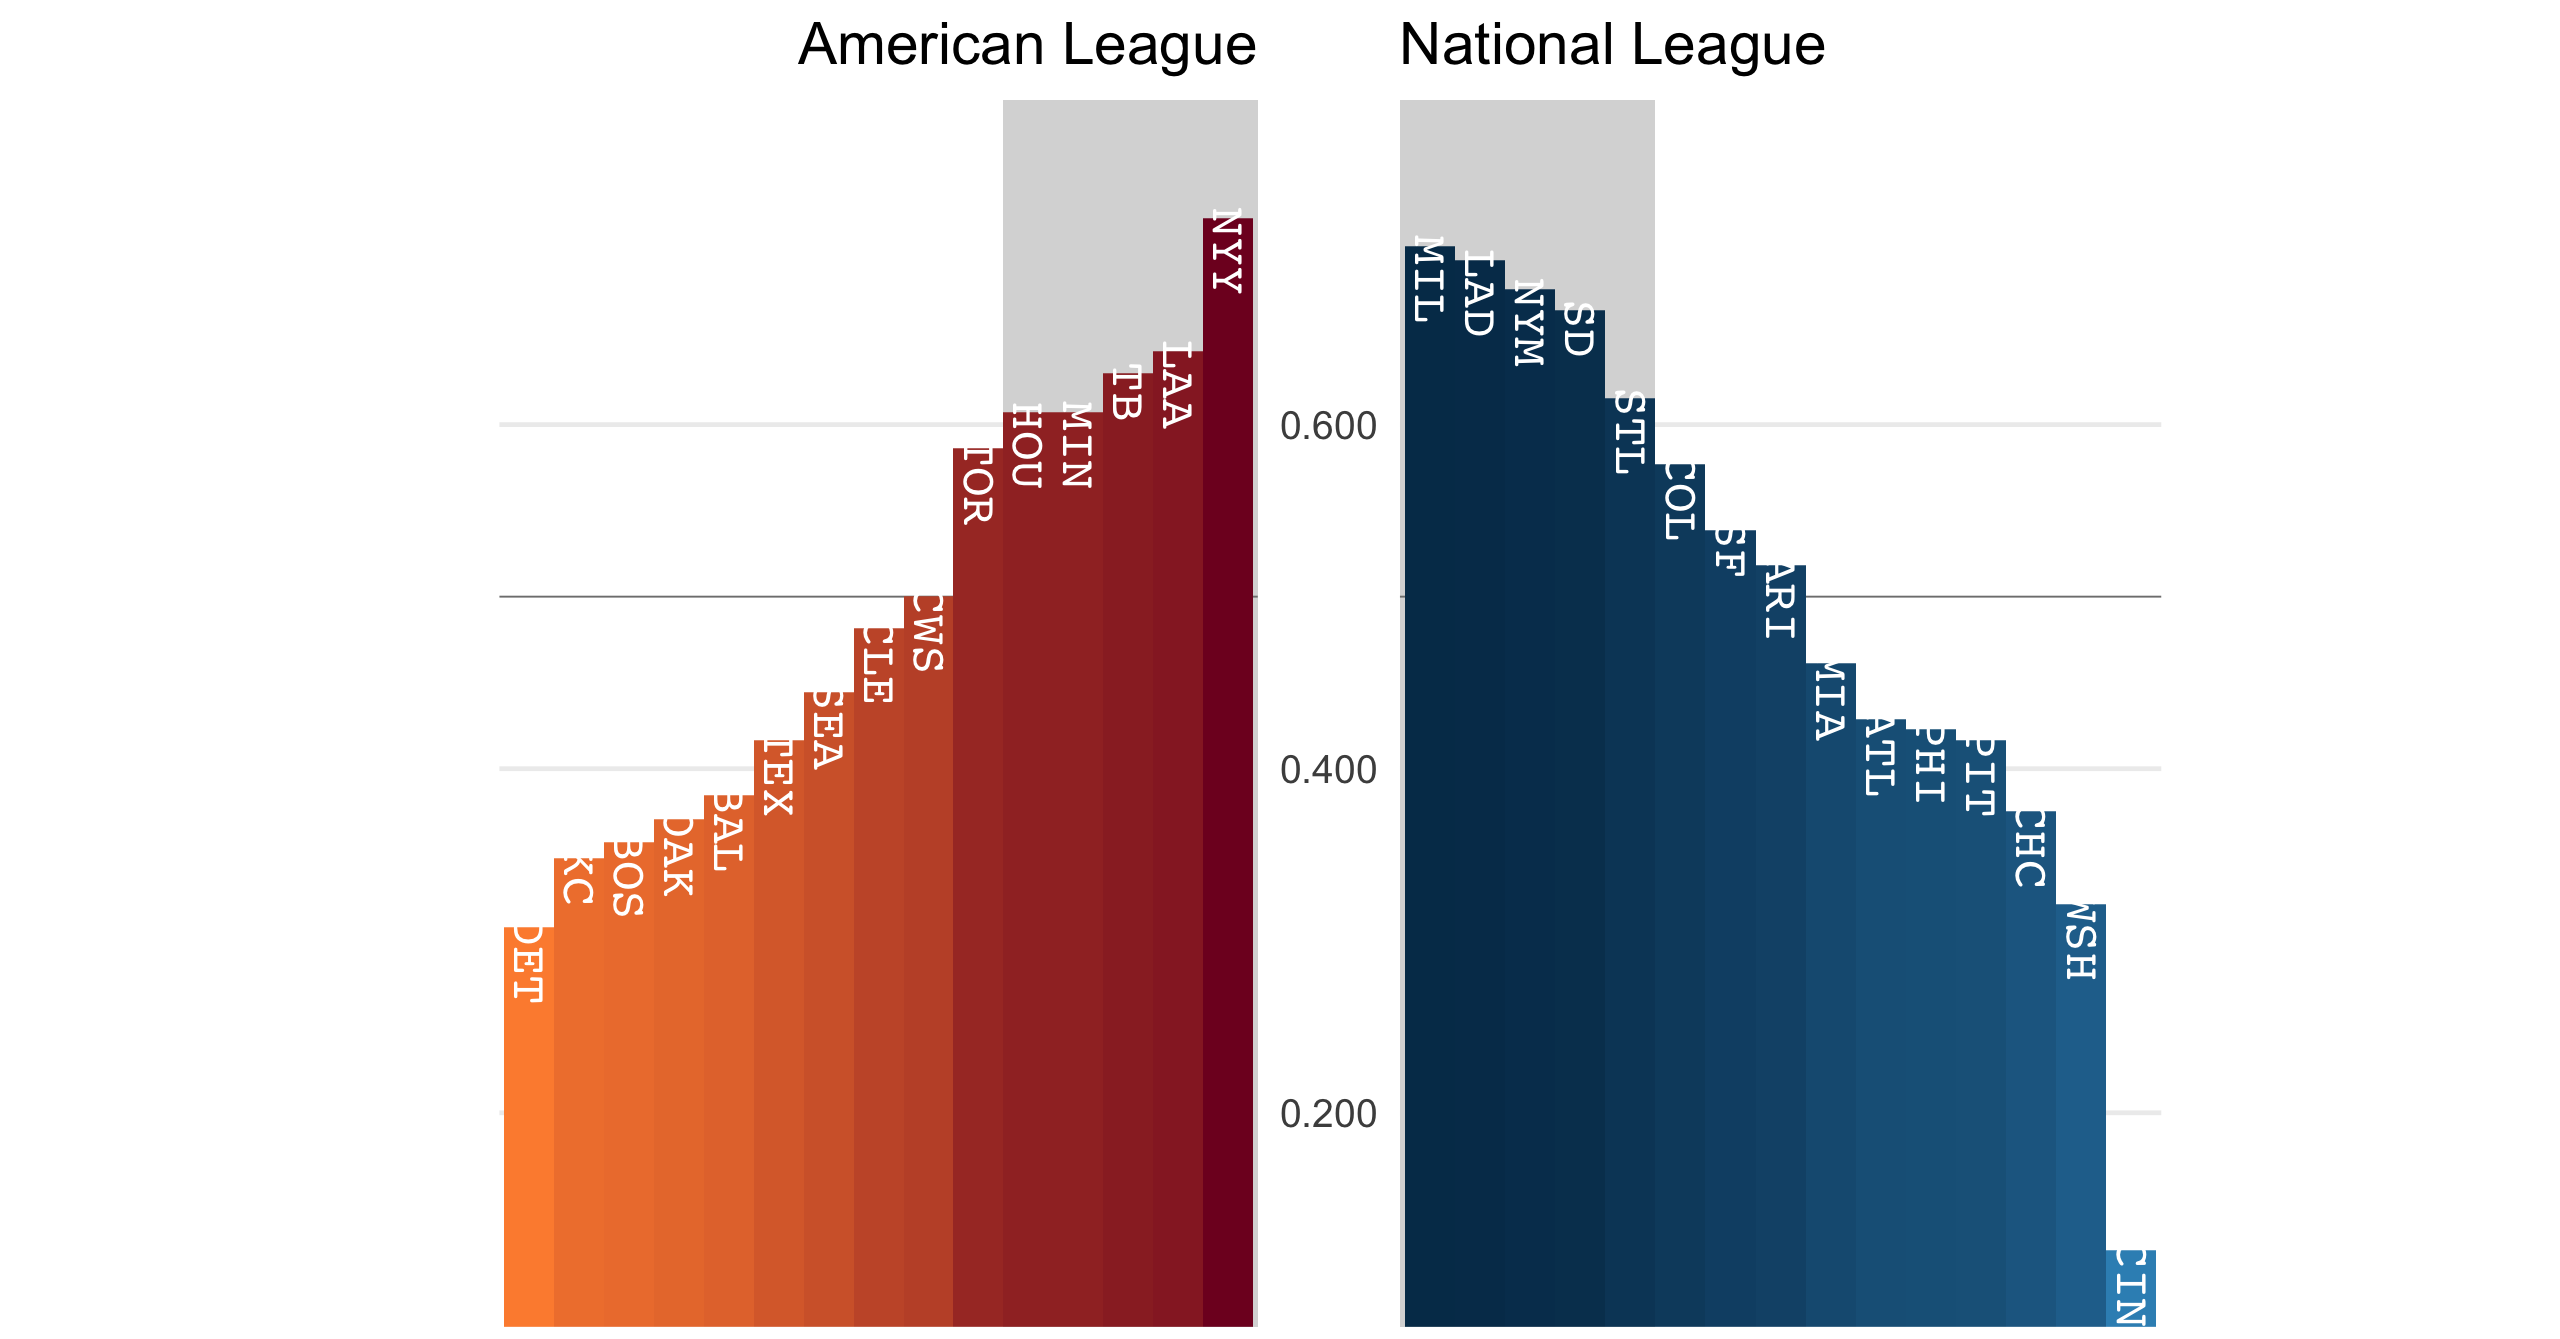 American League
National League
NYY
LAA
TB
MIN
HOU
TOR
CWS
CLE
SEA
TEX
BAL
OAK
BOS
KC
DET
0.600
0.400
0.200
MIL
LAD
NYM
SD
STL
COL
SF
ARI
MIA
ATL
PHI
PIT
CHC
WSH
CIN